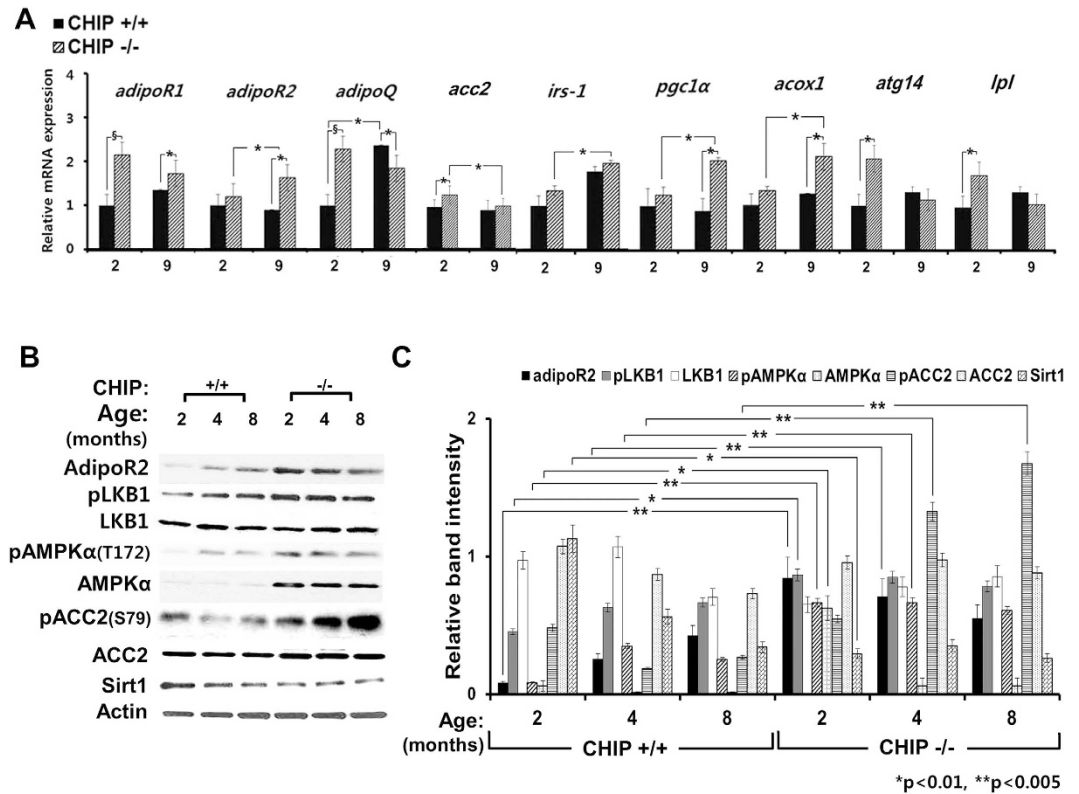 A
CHIP +/+
CHIP -/-
Relative mRNA expression
4
3
2
1
0
adipoR1 adipoR2 adipoQ acc2 irs-1 pgc1α acox1 atg14 lpl
§ * * * § * * * * * * * * * * *
2 9 2 9 2 9 2 9 2 9 2 9 2 9 2 9 2 9
B
CHIP: +/+ -/-
Age: 2 4 8 2 4 8
(months)
AdipoR2
pLKB1
LKB1
pAMPKα(T172)
AMPKα
pACC2(S79)
ACC2
Sirt1
Actin
C
adipoR2 pLKB1 LKB1 pAMPKα AMPKα pACC2 ACC2 Sirt1
Relative band intensity
2
1
0
**
**
**
**
*
*
**
*
**
Age: 2 4 8 2 4 8
(months) CHIP +/+ CHIP -/-
*p<0.01, **p<0.005